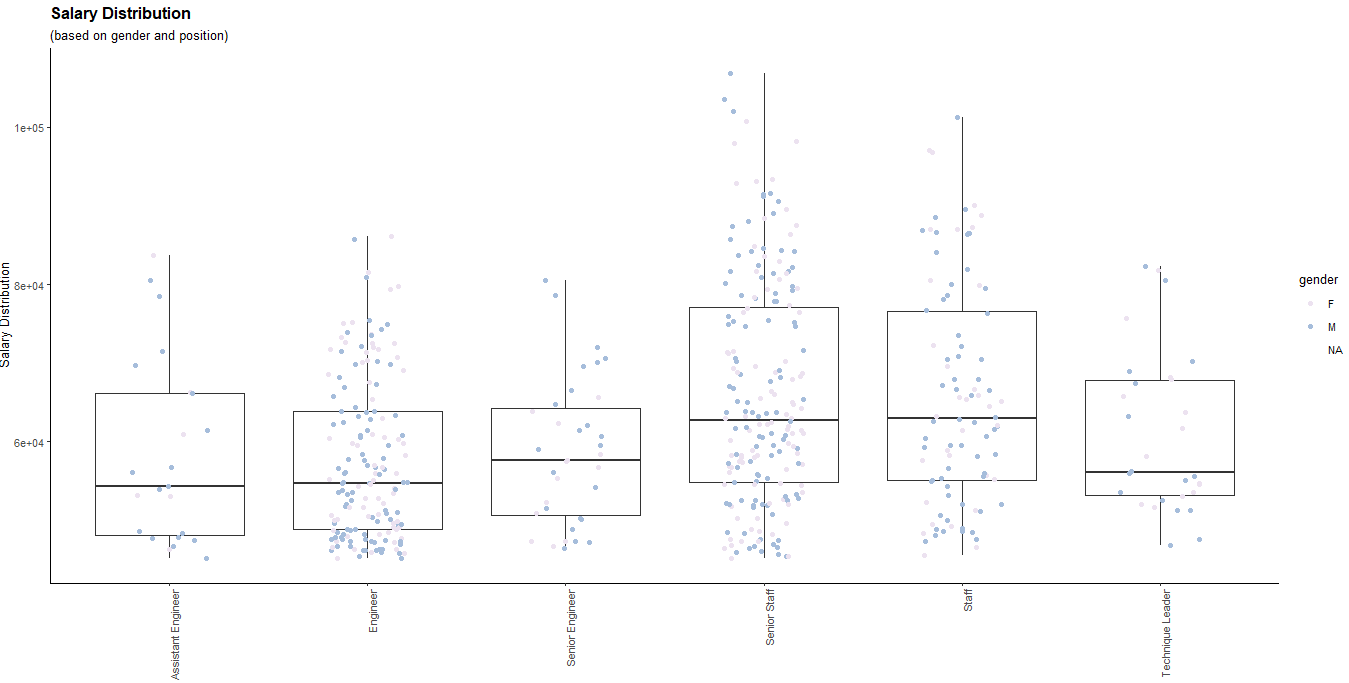 Salary Distribution
(based on gender and position)
Salary Distribution
1e+05
8e+04
6e+04
Assistant Engineer
Engineer
Senior Engineer
Senior Staff
Staff
Technique Leader
gender
F
M
NA